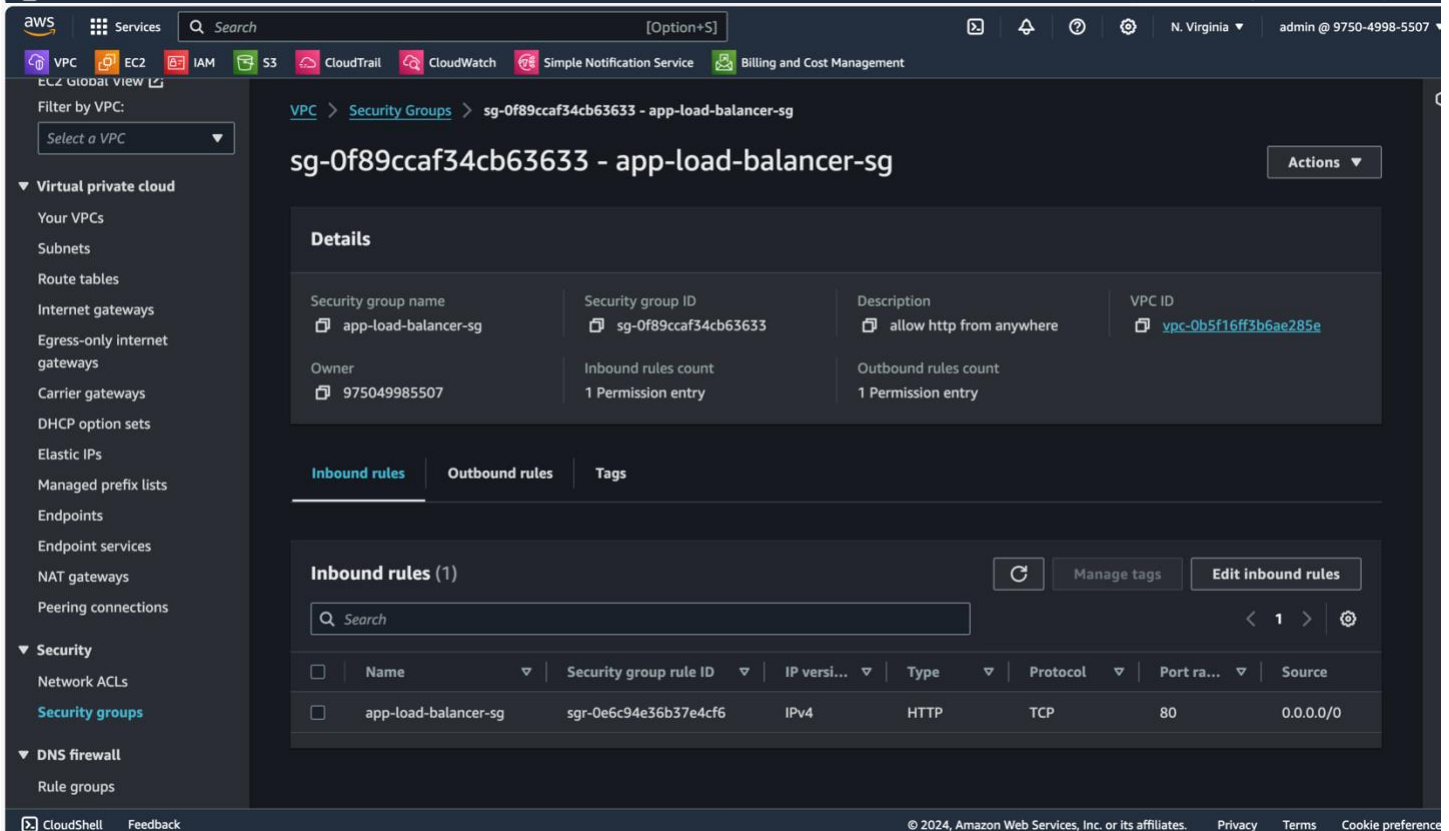 aws Services Search [Option+S] N. Virginia admin @ 9750-4998-5507
VPC EC2 IAM S3 CloudTrail CloudWatch Simple Notification Service Billing and Cost Management
EC2 Global View
Filter by VPC:
Select a VPC
Virtual private cloud
Your VPCs
Subnets
Route tables
Internet gateways
Egress-only internet
gateways
Carrier gateways
DHCP option sets
Elastic IPs
Managed prefix lists
Endpoints
Endpoint services
NAT gateways
Peering connections
Security
Network ACLs
Security groups
DNS firewall
Rule groups
VPC > Security Groups > sg-0f89ccaf34cb63633 - app-load-balancer-sg
sg-0f89ccaf34cb63633 - app-load-balancer-sg
Actions
Details
Security group name Security group ID Description VPC ID
app-load-balancer-sg sg-0f89ccaf34cb63633 allow http from anywhere vpc-0b5f16ff3b6ae285e
Owner Inbound rules count Outbound rules count
975049985507 1 Permission entry 1 Permission entry
Inbound rules Outbound rules Tags
Inbound rules (1) Manage tags Edit inbound rules
Search
< 1 >
Name Security group rule ID IP versi... Type Protocol Port ra... Source
app-load-balancer-sg sgr-0e6c94e36b37e4cf6 IPv4 HTTP TCP 80 0.0.0.0/0
CloudShell Feedback © 2024, Amazon Web Services, Inc. or its affiliates. Privacy Terms Cookie preference